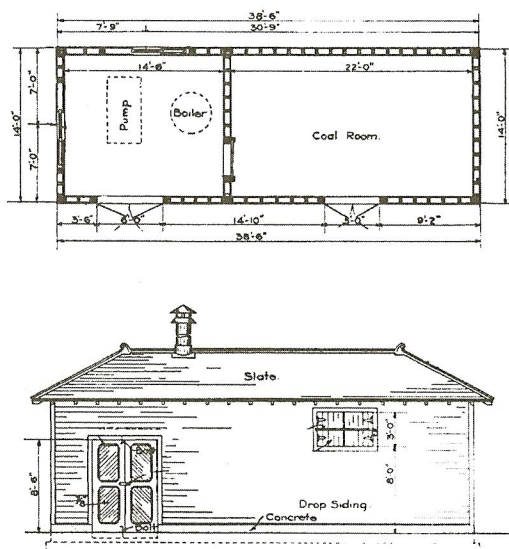 38'-6"
30'-9"
7'-9"
14'-6"
22'-0"
14'-0"
7'-0"
7'-0"
Pump
Boiler
Coal Room.
14'-0"
3'-6"
6'-0"
14'-10"
5'-0"
9'-2"
38'-6"
Slate.
8'-6"
Bolt
3'-0"
8'-0"
Drop Siding.
Concrete
Bolt